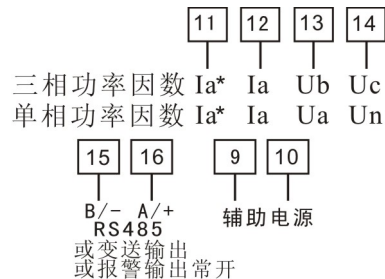 11 12 13 14
三相功率因数 Ia* Ia Ub Uc
单相功率因数 Ia* Ia Ua Un
15 16 9 10
B/- A/+
辅助电源
RS485
或变送输出
或报警输出常开